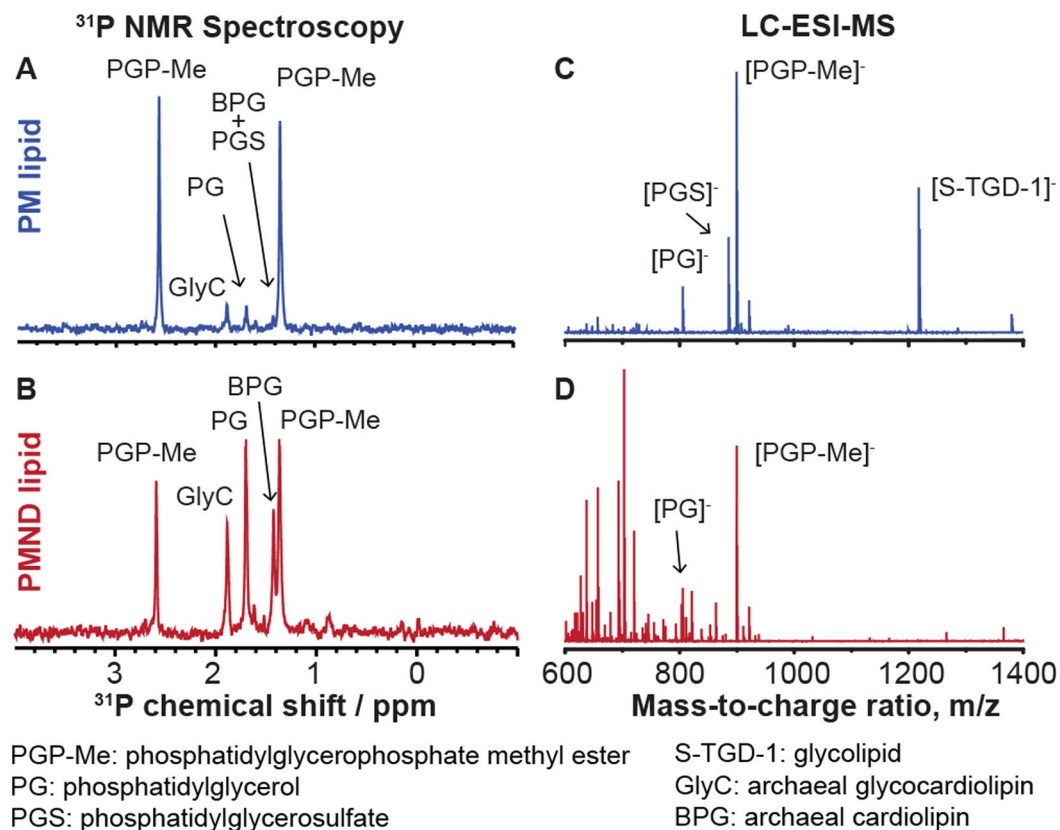 ³¹P NMR Spectroscopy
LC-ESI-MS
A
PGP-Me
BPG
+
PGS
PGP-Me
PG
GlyC
PM lipid
C
[PGP-Me]⁻
[PGS]⁻
[PG]⁻
[S-TGD-1]⁻
B
BPG
PG
PGP-Me
PGP-Me
GlyC
PMND lipid
3 2 1 0
³¹P chemical shift / ppm
D
[PGP-Me]⁻
[PG]⁻
600 800 1000 1200 1400
Mass-to-charge ratio, m/z
PGP-Me: phosphatidylglycerophosphate methyl ester
PG: phosphatidylglycerol
PGS: phosphatidylglycerosulfate
S-TGD-1: glycolipid
GlyC: archaeal glycocardiolipin
BPG: archaeal cardiolipin